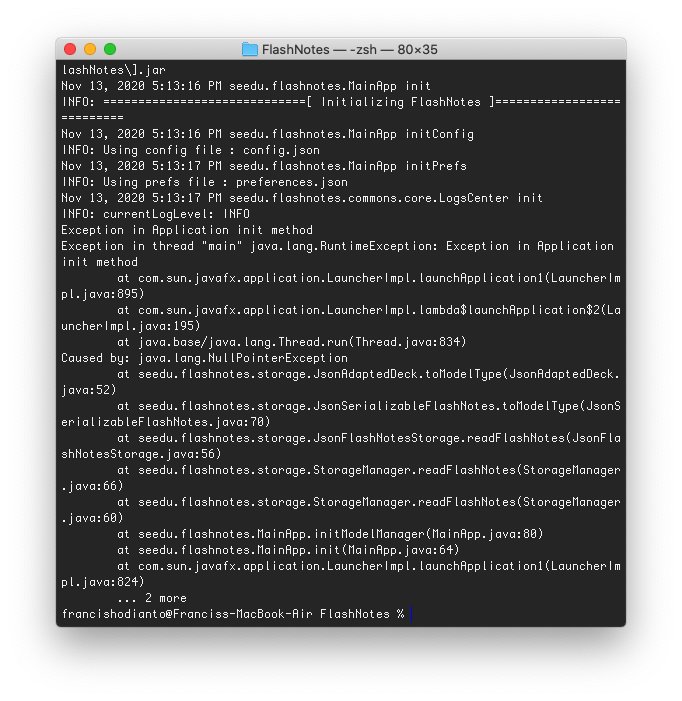 FlashNotes — -zsh — 80×35
lashNotes\].jar
Nov 13, 2020 5:13:16 PM seedu.flashnotes.MainApp init
INFO: =============================[ Initializing FlashNotes ]==================
=========
Nov 13, 2020 5:13:16 PM seedu.flashnotes.MainApp initConfig
INFO: Using config file : config.json
Nov 13, 2020 5:13:17 PM seedu.flashnotes.MainApp initPrefs
INFO: Using prefs file : preferences.json
Nov 13, 2020 5:13:17 PM seedu.flashnotes.commons.core.LogsCenter init
INFO: currentLogLevel: INFO
Exception in Application init method
Exception in thread "main" java.lang.RuntimeException: Exception in Application
init method
        at com.sun.javafx.application.LauncherImpl.launchApplication1(LauncherIm
pl.java:895)
        at com.sun.javafx.application.LauncherImpl.lambda$launchApplication$2(La
uncherImpl.java:195)
        at java.base/java.lang.Thread.run(Thread.java:834)
Caused by: java.lang.NullPointerException
        at seedu.flashnotes.storage.JsonAdaptedDeck.toModelType(JsonAdaptedDeck.
java:52)
        at seedu.flashnotes.storage.JsonSerializableFlashNotes.toModelType(JsonS
erializableFlashNotes.java:70)
        at seedu.flashnotes.storage.JsonFlashNotesStorage.readFlashNotes(JsonFla
shNotesStorage.java:56)
        at seedu.flashnotes.storage.StorageManager.readFlashNotes(StorageManager
.java:66)
        at seedu.flashnotes.storage.StorageManager.readFlashNotes(StorageManager
.java:60)
        at seedu.flashnotes.MainApp.initModelManager(MainApp.java:80)
        at seedu.flashnotes.MainApp.init(MainApp.java:64)
        at com.sun.javafx.application.LauncherImpl.launchApplication1(LauncherIm
pl.java:824)
        ... 2 more
francishodianto@Franciss-MacBook-Air FlashNotes %